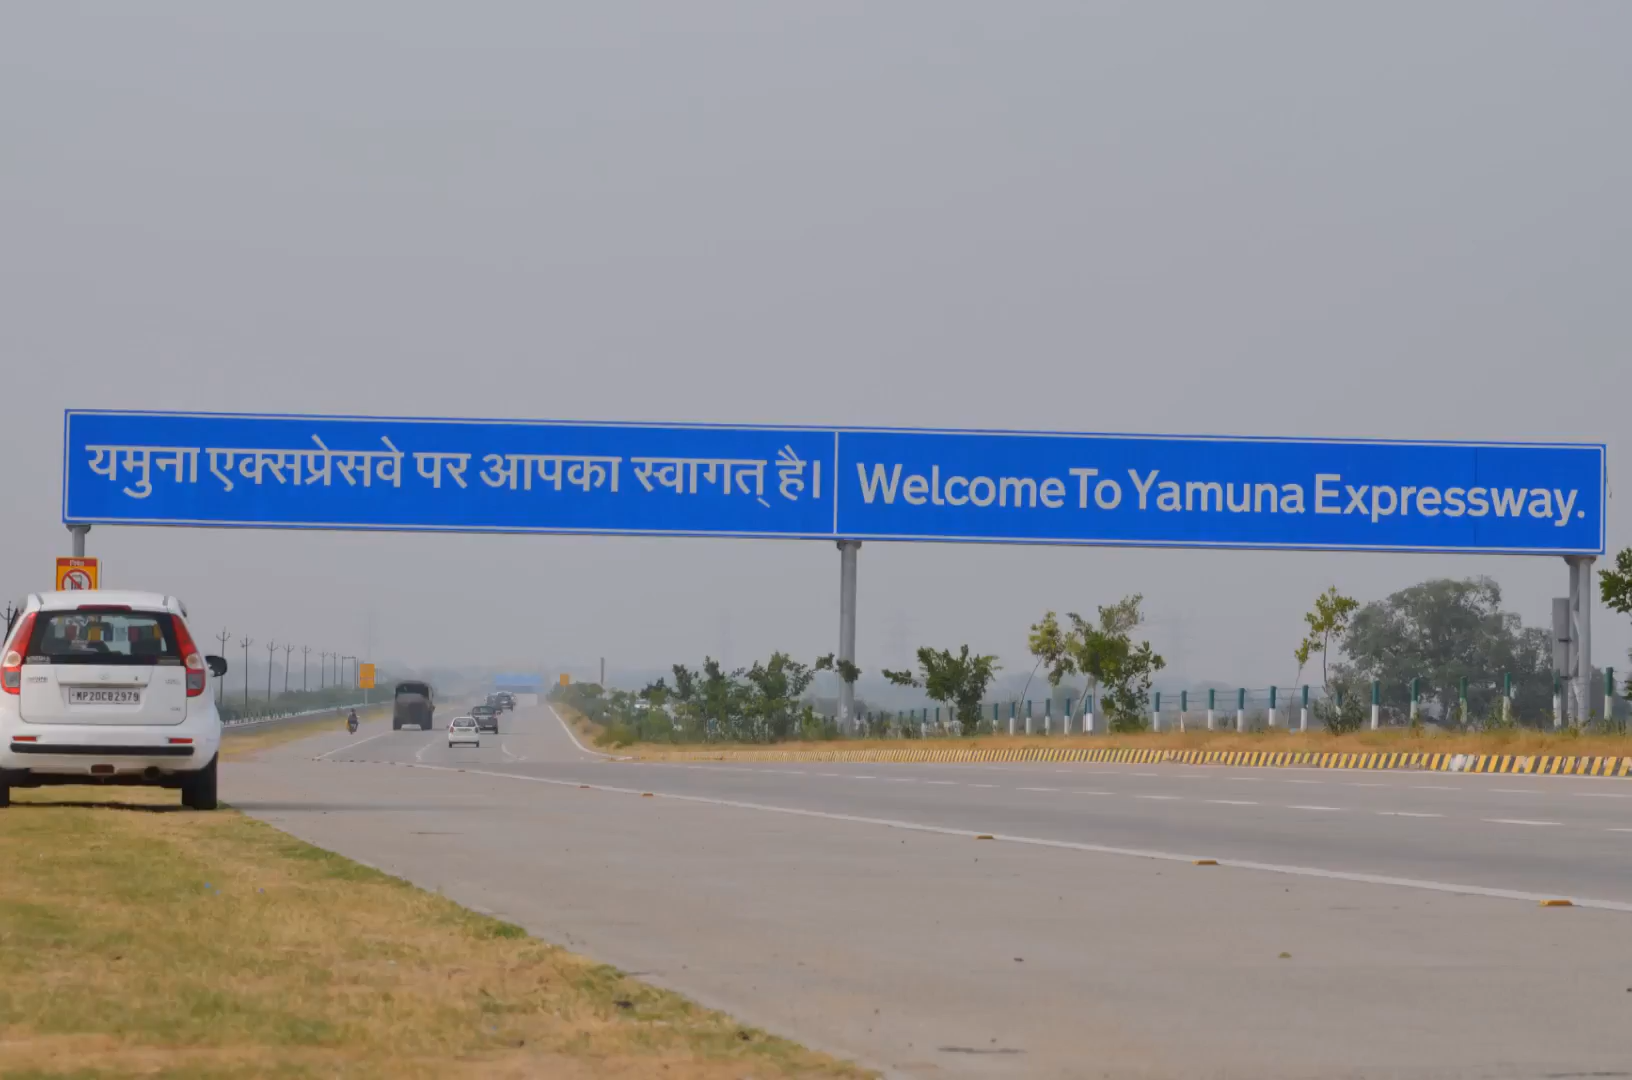 यमुना एक्सप्रेसवे पर आपका स्वागत् है।
Welcome To Yamuna Expressway.
MP20CB2979